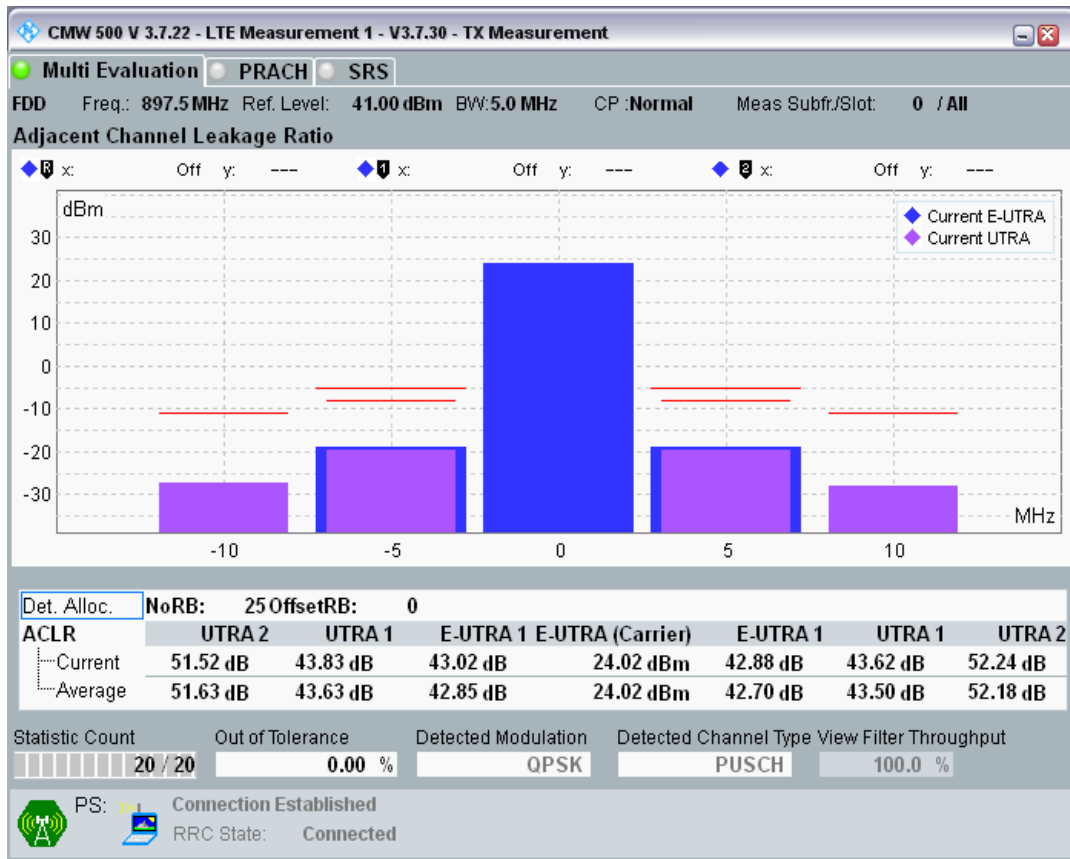 CMW 500 V 3.7.22 - LTE Measurement 1 - V3.7.30 - TX Measurement
Multi Evaluation PRACH SRS
FDD Freq.: 897.5 MHz Ref. Level: 41.00 dBm BW: 5.0 MHz CP :Normal Meas Subfr./Slot: 0 / All
Adjacent Channel Leakage Ratio
R x: Off y: --- 1 x: Off y: --- 2 x: Off y: ---
dBm
Current E-UTRA
Current UTRA
30
20
10
0
-10
-20
-30
MHz
-10 -5 0 5 10
Det. Alloc. NoRB: 25 OffsetRB: 0
ACLR UTRA 2 UTRA 1 E-UTRA 1 E-UTRA (Carrier) E-UTRA 1 UTRA 1 UTRA 2
Current 51.52 dB 43.83 dB 43.02 dB 24.02 dBm 42.88 dB 43.62 dB 52.24 dB
Average 51.63 dB 43.63 dB 42.85 dB 24.02 dBm 42.70 dB 43.50 dB 52.18 dB
Statistic Count Out of Tolerance Detected Modulation Detected Channel Type View Filter Throughput
20 / 20 0.00 % QPSK PUSCH 100.0 %
PS: Connection Established
RRC State: Connected